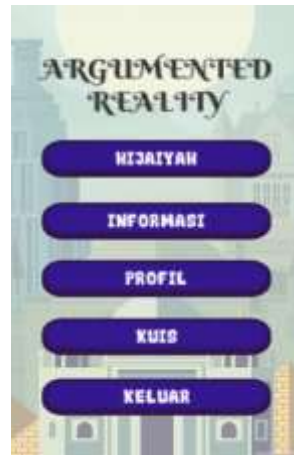 ARGUMENTED
REALITY
HIJAIYAH
INFORMASI
PROFIL
KUIS
KELUAR